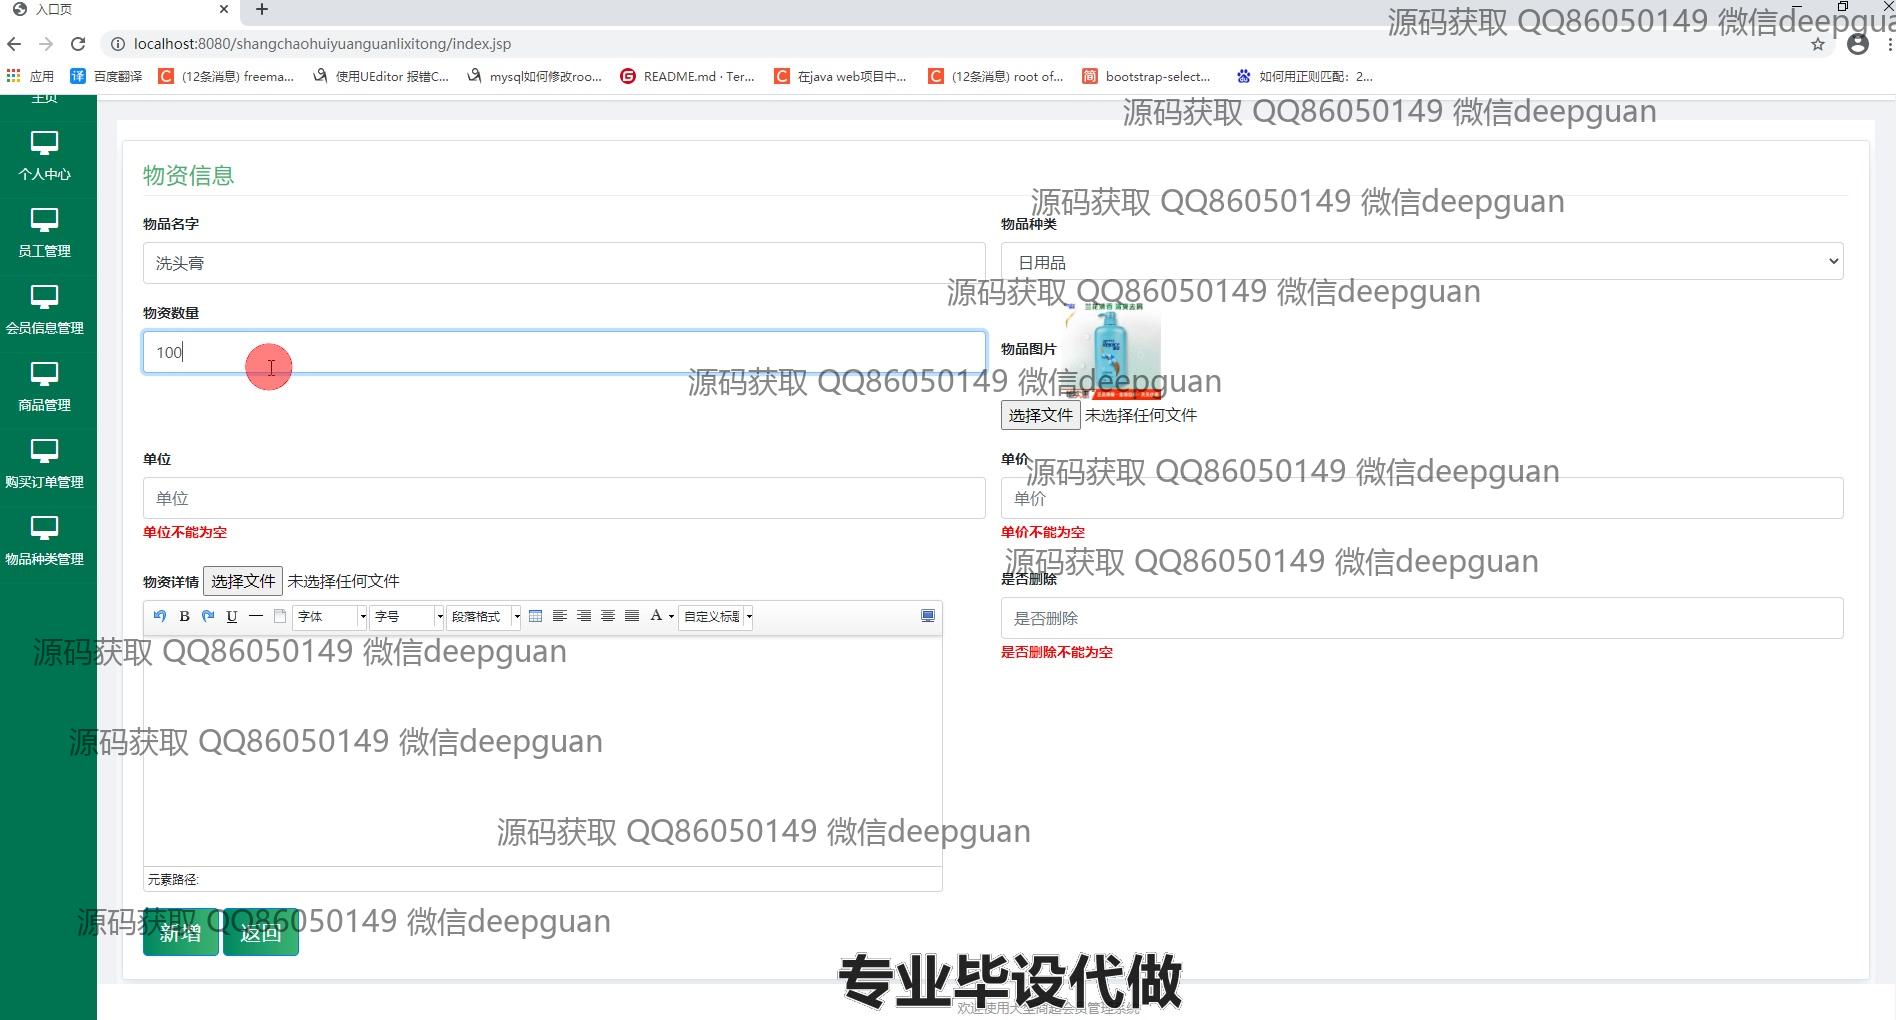 入口页
源码获取 QQ86050149 微信deepgua
localhost:8080/shangchaohuiyuanguanlixitong/index.jsp
应用 百度翻译 (12条消息) freema... 使用UEditor 报错C... mysql如何修改roo... README.md · Ter... 在java web项目中... (12条消息) root of... bootstrap-select... 如何用正则匹配：2...
主页
源码获取 QQ86050149 微信deepguan
个人中心
物资信息
源码获取 QQ86050149 微信deepguan
物品名字 物品种类
员工管理
洗头膏 日用品
源码获取 QQ86050149 微信deepguan
物资数量
会员信息管理
100
物品图片
源码获取 QQ86050149 微信deepguan
商品管理
选择文件 未选择任何文件
单位 单价
源码获取 QQ86050149 微信deepguan
购买订单管理
单位 单价
单位不能为空 单价不能为空
物品种类管理
源码获取 QQ86050149 微信deepguan
物资详情 选择文件 未选择任何文件 是否删除
B U 字体 字号 段落格式 A 自定义标题
是否删除
源码获取 QQ86050149 微信deepguan
是否删除不能为空
源码获取 QQ86050149 微信deepguan
源码获取 QQ86050149 微信deepguan
元素路径:
源码获取 QQ86050149 微信deepguan
新增 返回
专业毕设代做
欢迎使用大型商超会员管理系统